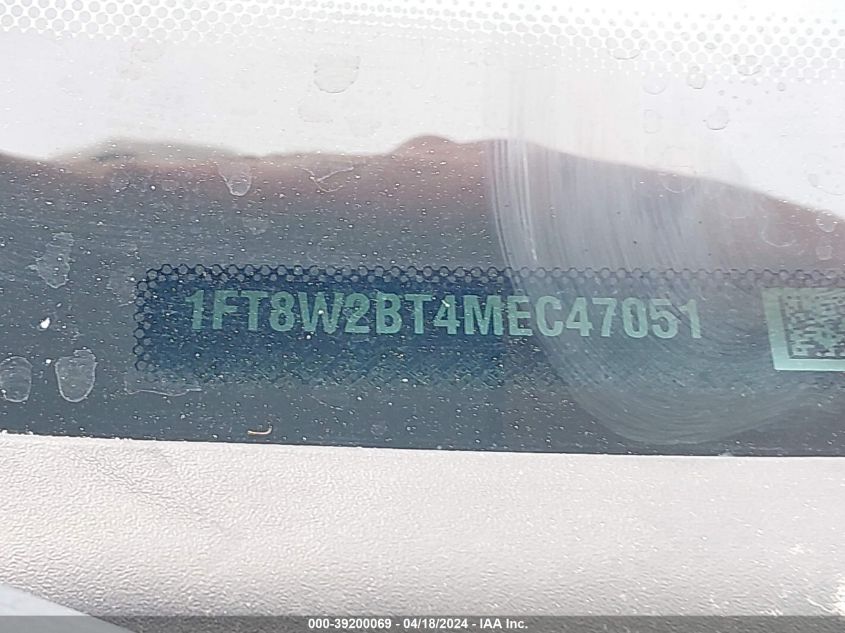 1FT8W2BT4MEC47051
000-39200069 - 04/18/2024 - IAA Inc.